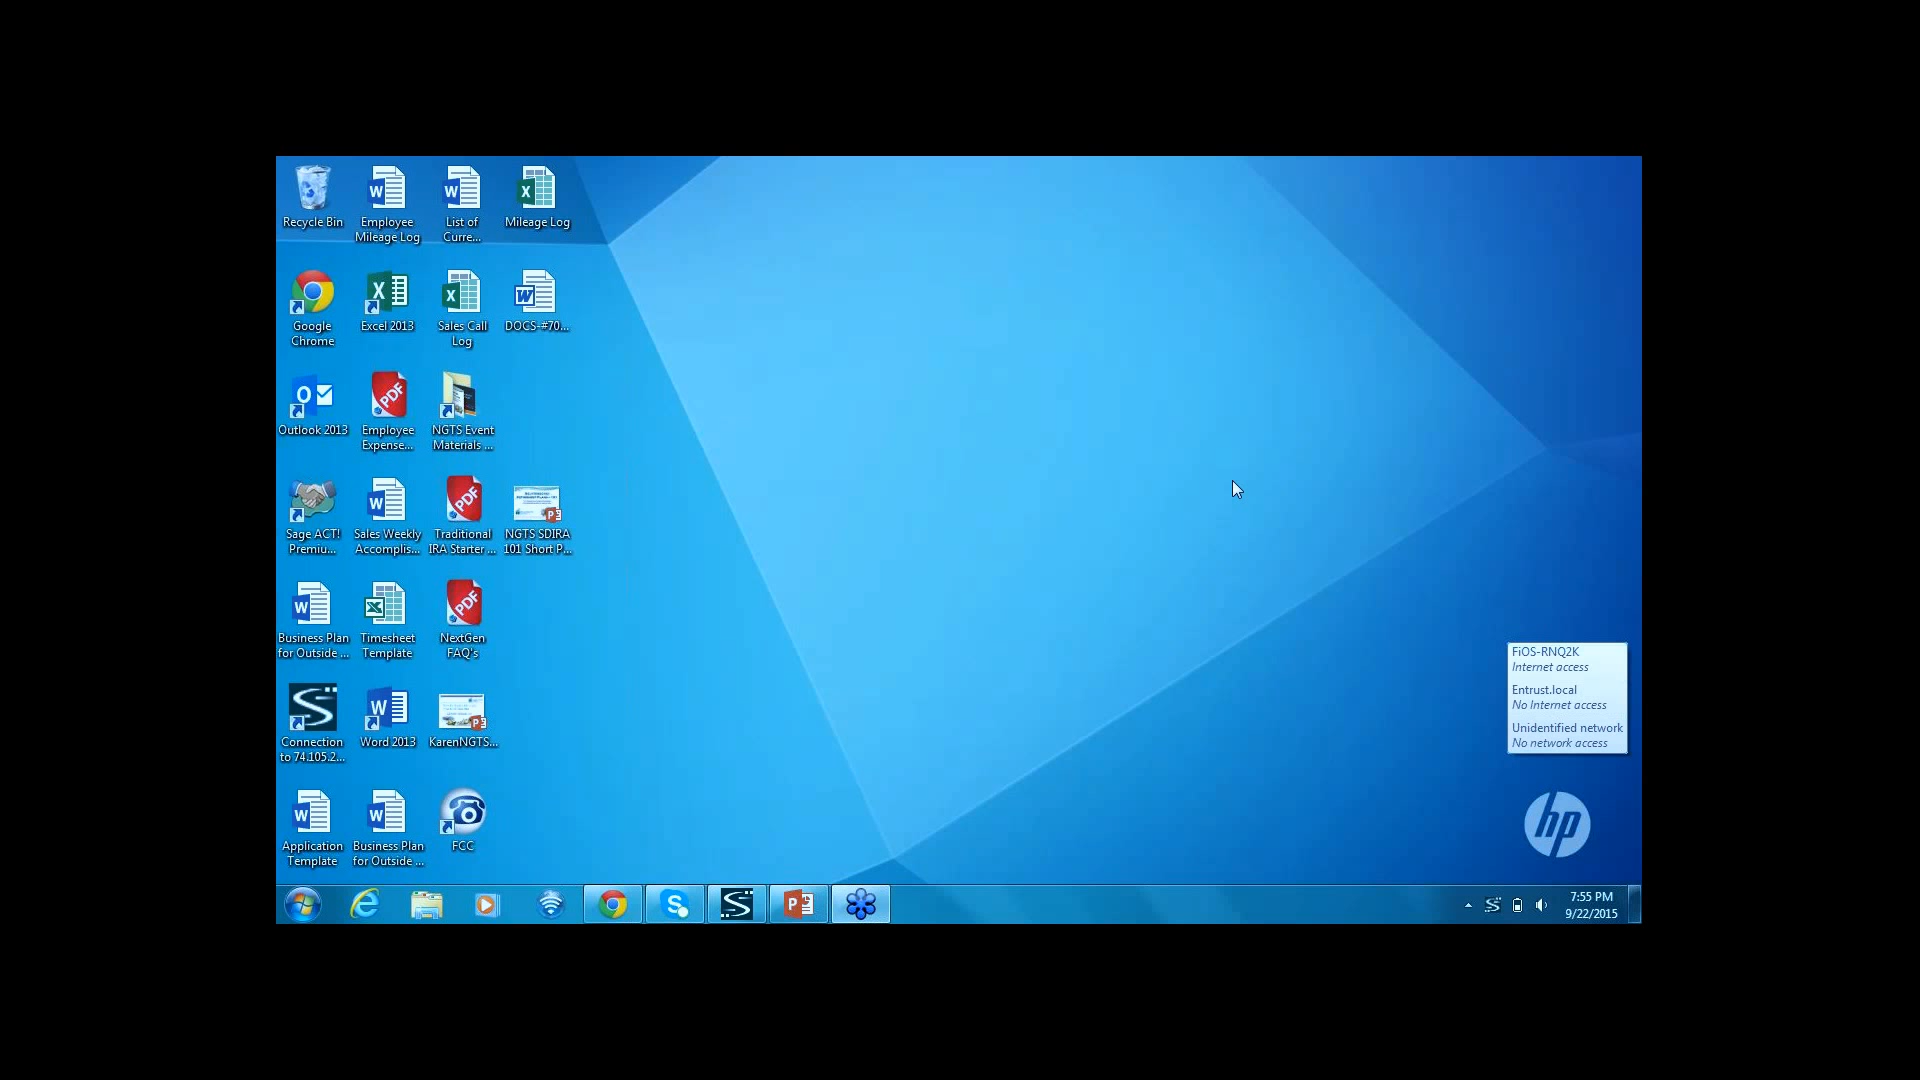 Recycle Bin
Employee
Mileage Log
List of
Curre...
Mileage Log
Google
Chrome
Excel 2013
Sales Call
Log
DOCS-#70...
Outlook 2013
Employee
Expense...
NGTS Event
Materials ...
Sage ACT!
Premiu...
Sales Weekly
Accomplis...
Traditional
IRA Starter ...
NGTS SDIRA
101 Short P...
Business Plan
for Outside ...
Timesheet
Template
NextGen
FAQ's
Connection
to 74.105.2...
Word 2013
KarenNGTS...
Application
Template
Business Plan
for Outside ...
FCC
FiOS-RNQ2K
Internet access
Entrust.local
No Internet access
Unidentified network
No network access
hp
7:55 PM
9/22/2015